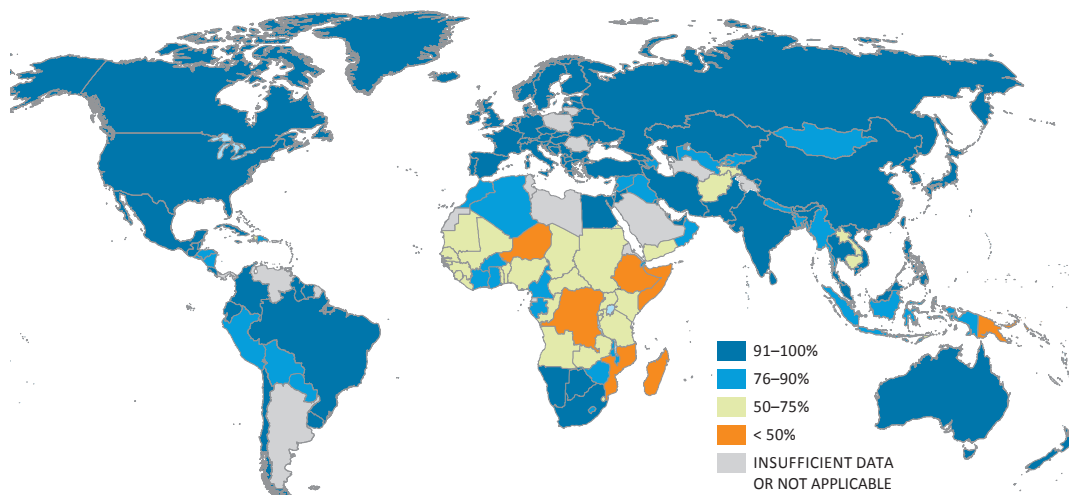 91–100%
76–90%
50–75%
< 50%
INSUFFICIENT DATA
OR NOT APPLICABLE